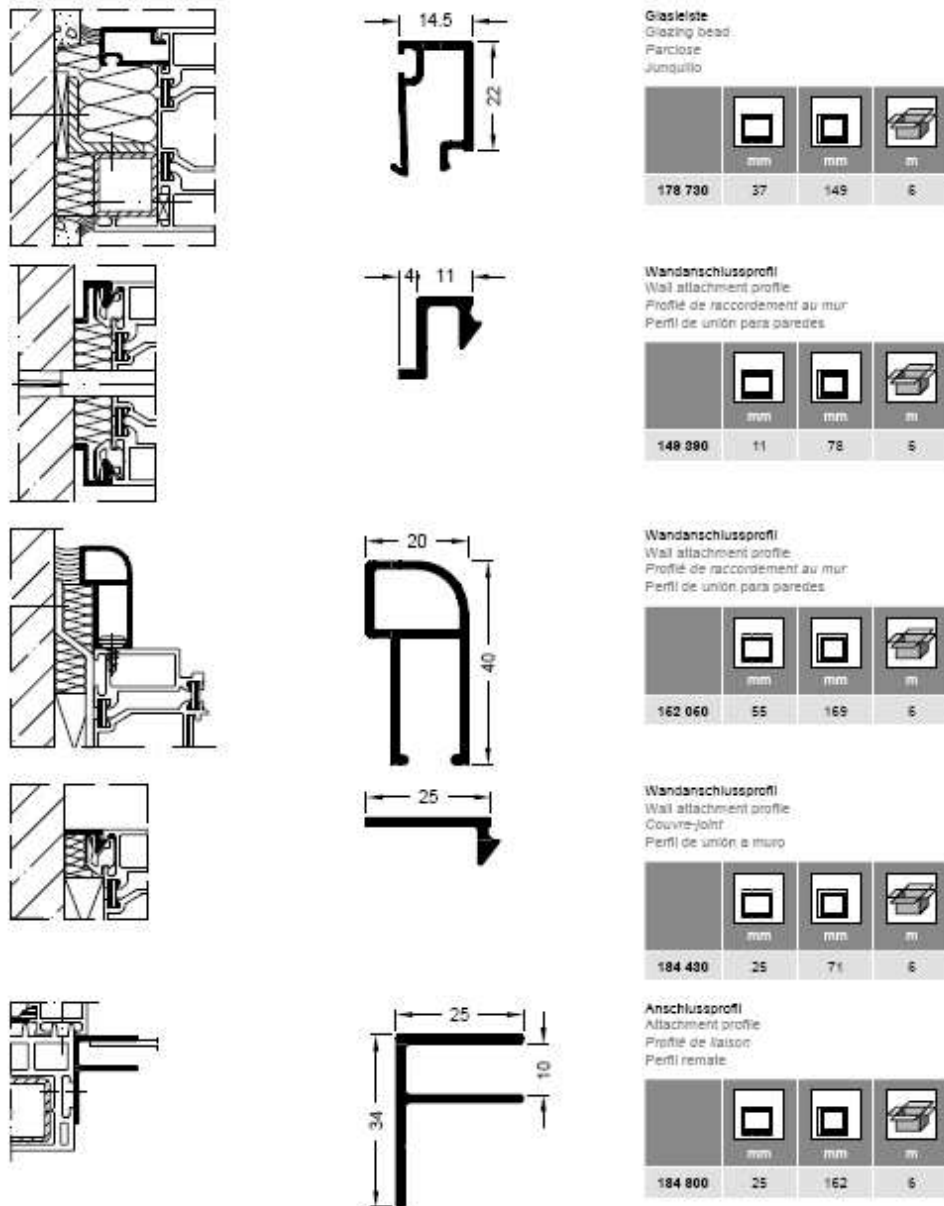 14.5
22
Glasleiste
Glazing bead
Parclose
Junquillo
mm mm m
178 730 37 149 6
4 11
Wandanschlussprofil
Wall attachment profile
Profilé de raccordement au mur
Perfil de unión para paredes
mm mm m
149 390 11 78 6
20
40
Wandanschlussprofil
Wall attachment profile
Profilé de raccordement au mur
Perfil de unión para paredes
mm mm m
162 060 55 169 6
25
Wandanschlussprofil
Wall attachment profile
Couvre-joint
Perfil de unión a muro
mm mm m
184 430 25 71 6
25
10
34
Anschlussprofil
Attachment profile
Profilé de liaison
Perfil remate
mm mm m
184 800 25 162 6